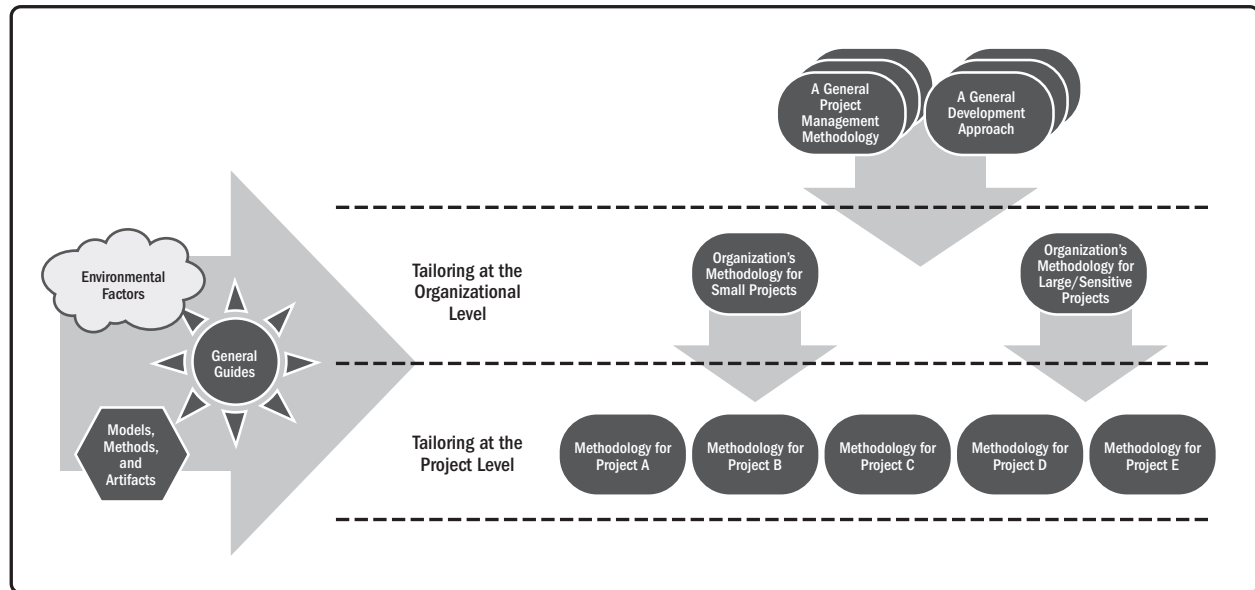 A General
Project
Management
Methodology
A General
Development
Approach
Environmental
Factors
General
Guides
Models,
Methods,
and
Artifacts
Tailoring at the
Organizational
Level
Organization's
Methodology for
Small Projects
Organization's
Methodology for
Large/Sensitive
Projects
Tailoring at the
Project Level
Methodology for
Project A
Methodology for
Project B
Methodology for
Project C
Methodology for
Project D
Methodology for
Project E